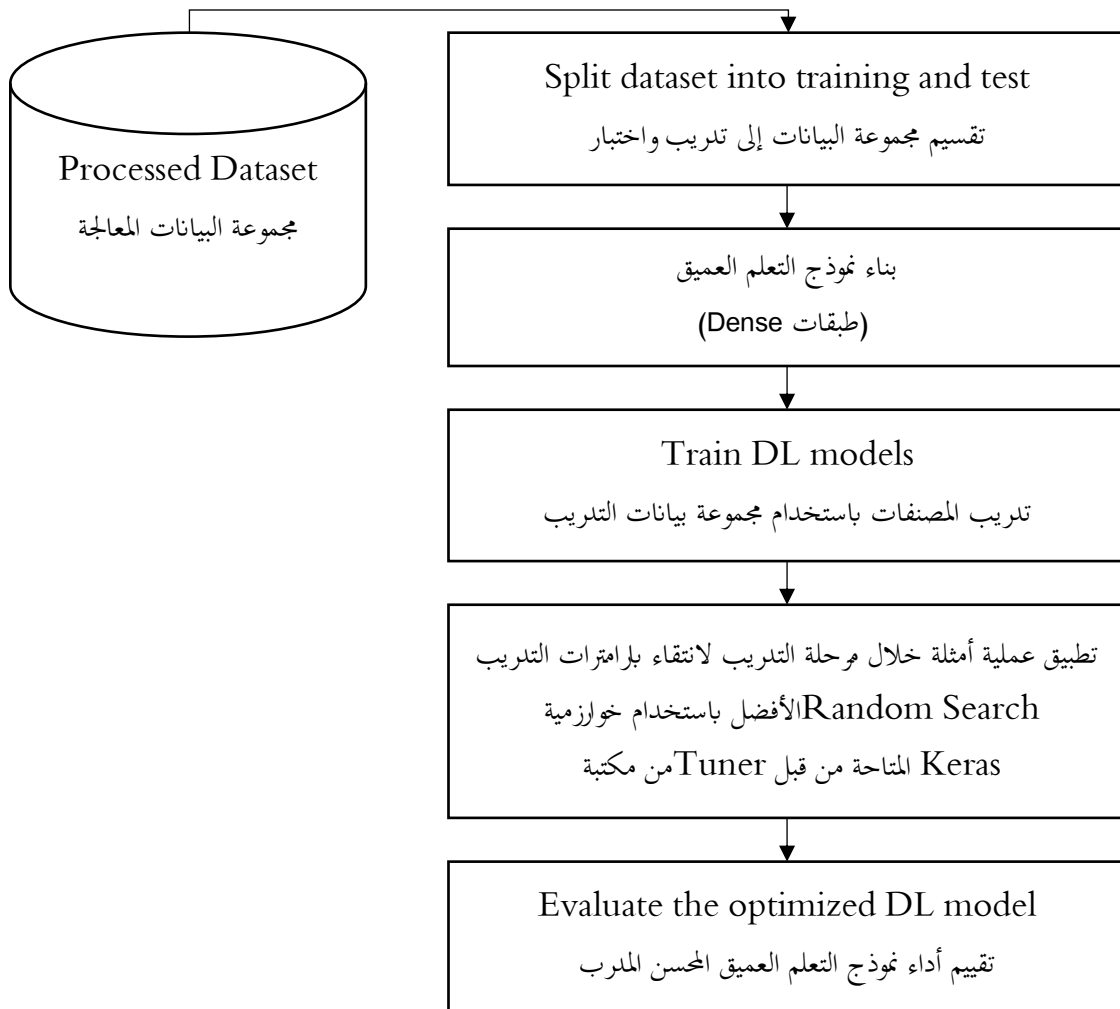 Processed Dataset
مجموعة البيانات المعالجة
Split dataset into training and test
تقسيم مجموعة البيانات إلى تدريب واختبار
بناء نموذج التعلم العميق
(طبقات Dense)
Train DL models
تدريب المصنفات باستخدام مجموعة بيانات التدريب
تطبيق عملية أمثلة خلال مرحلة التدريب لانتقاء بارامترات التدريب
الأفضل باستخدام خوارزمية Random Search
من مكتبة Tuner المتاحة من قبل Keras
Evaluate the optimized DL model
تقييم أداء نموذج التعلم العميق المحسن المدرب